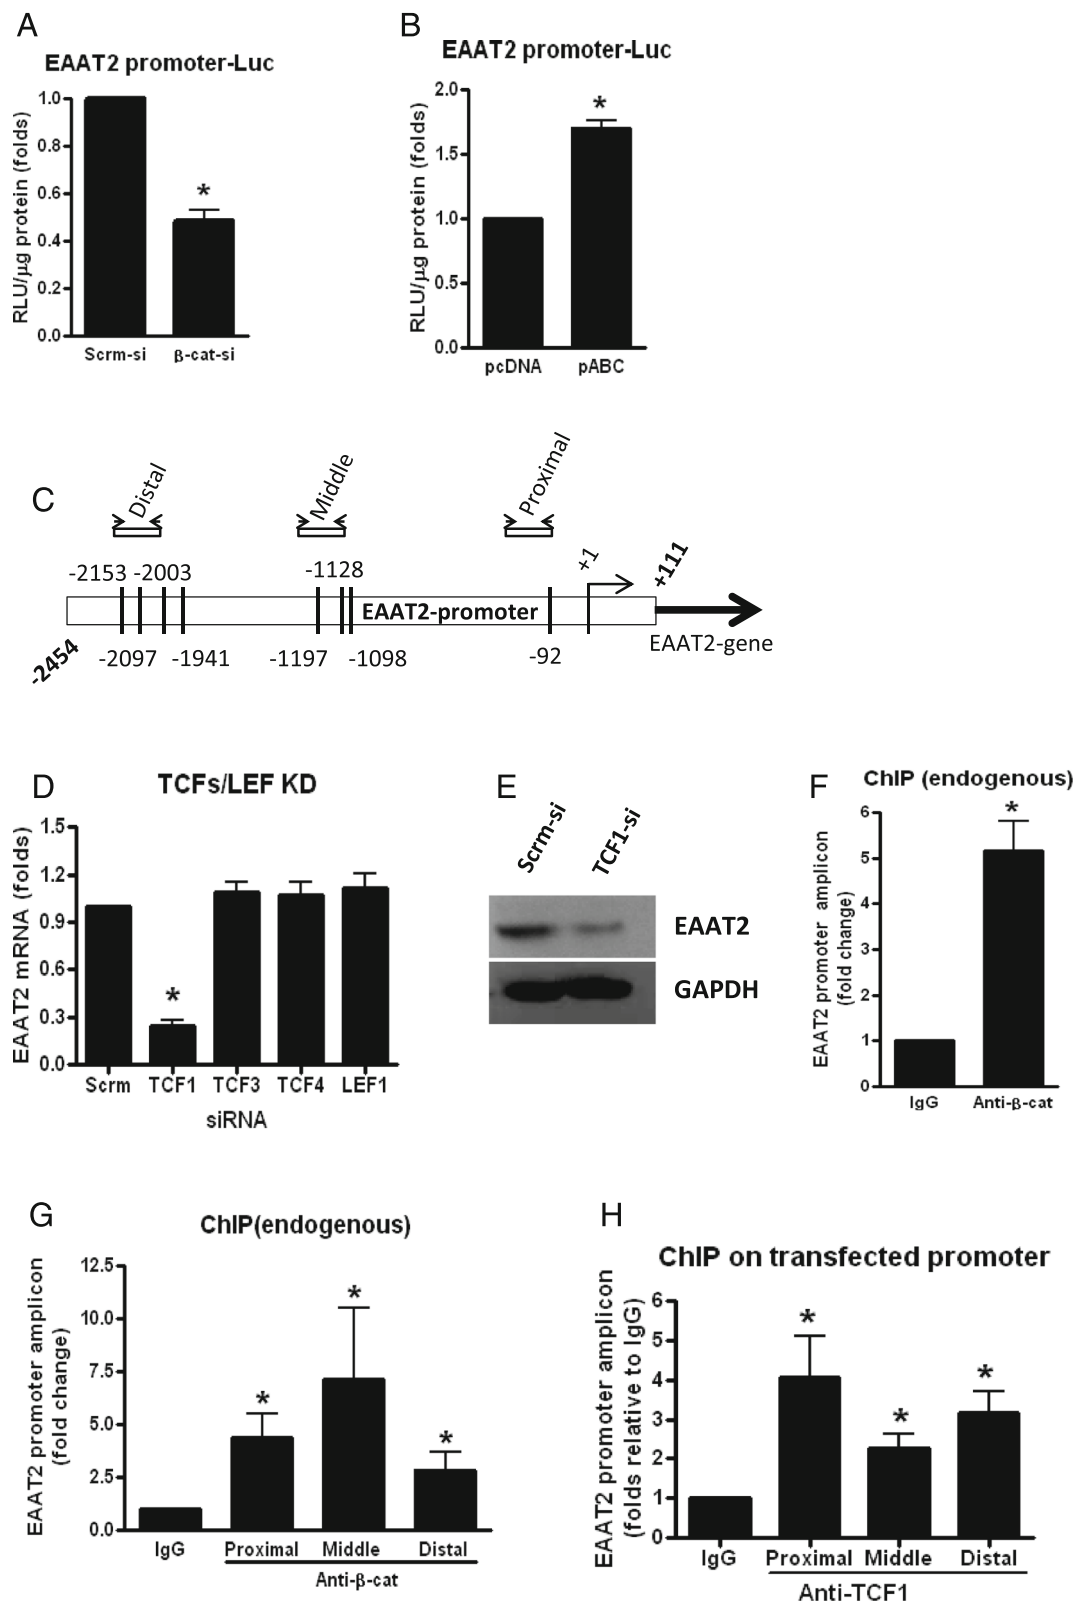 A
EAAT2 promoter-Luc
RLU/µg protein (folds)
1.0
0.8
0.6
0.4
0.2
0.0
*
Scrm-si β-cat-si
B
EAAT2 promoter-Luc
RLU/µg protein (folds)
2.0
1.5
1.0
0.5
0.0
*
pcDNA pABC
C
Distal Middle Proximal
-2153 -2003 -1128 +1 +111
EAAT2-promoter
-2454 -2097 -1941 -1197 -1098 -92 EAAT2-gene
D
TCFs/LEF KD
EAAT2 mRNA (folds)
1.5
1.2
0.9
0.6
0.3
0.0
*
Scrm TCF1 TCF3 TCF4 LEF1
siRNA
E
Scrm-si TCF1-si
EAAT2
GAPDH
F
ChIP (endogenous)
EAAT2 promoter amplicon
(fold change)
6
5
4
3
2
1
0
*
IgG Anti-β-cat
G
ChIP(endogenous)
EAAT2 promoter amplicon
(fold change)
12.5
10.0
7.5
5.0
2.5
0.0
* * *
IgG Proximal Middle Distal
Anti-β-cat
H
ChIP on transfected promoter
EAAT2 promoter amplicon
(folds relative to IgG)
6
5
4
3
2
1
0
* * *
IgG Proximal Middle Distal
Anti-TCF1